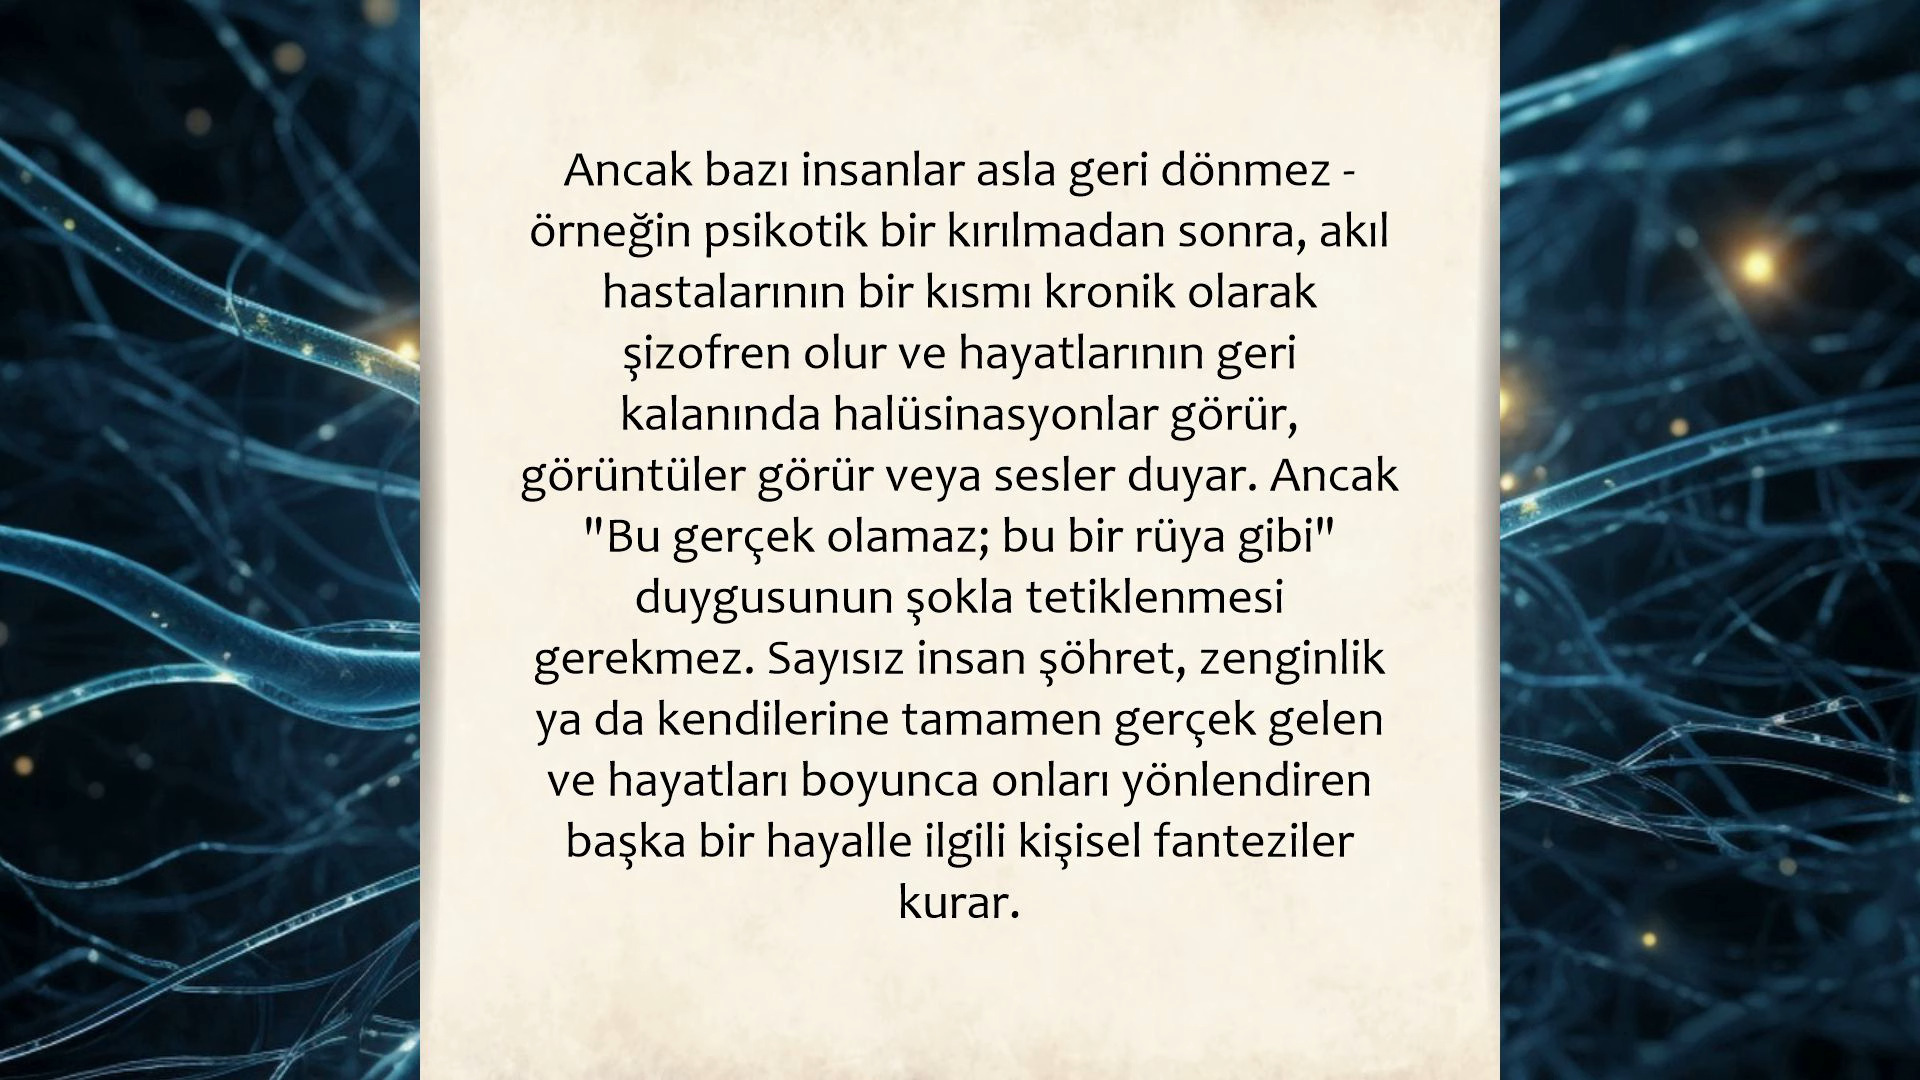 Ancak bazı insanlar asla geri dönmez -
örneğin psikotik bir kırılmadan sonra, akıl
hastalarının bir kısmı kronik olarak
şizofren olur ve hayatlarının geri
kalanında halüsinasyonlar görür,
görüntüler görür veya sesler duyar. Ancak
"Bu gerçek olamaz; bu bir rüya gibi"
duygusunun şokla tetiklenmesi
gerekmez. Sayısız insan şöhret, zenginlik
ya da kendilerine tamamen gerçek gelen
ve hayatları boyunca onları yönlendiren
başka bir hayalle ilgili kişisel fanteziler
kurar.